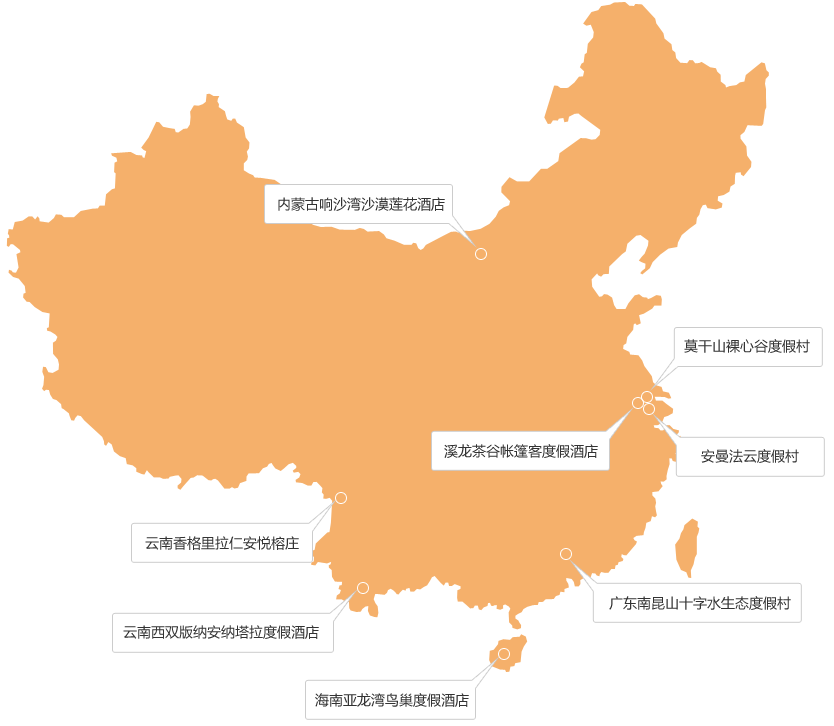 内蒙古响沙湾沙漠莲花酒店
莫干山裸心谷度假村
溪龙茶谷帐篷客度假酒店
安曼法云度假村
云南香格里拉仁安悦榕庄
广东南昆山十字水生态度假村
云南西双版纳安纳塔拉度假酒店
海南亚龙湾鸟巢度假酒店